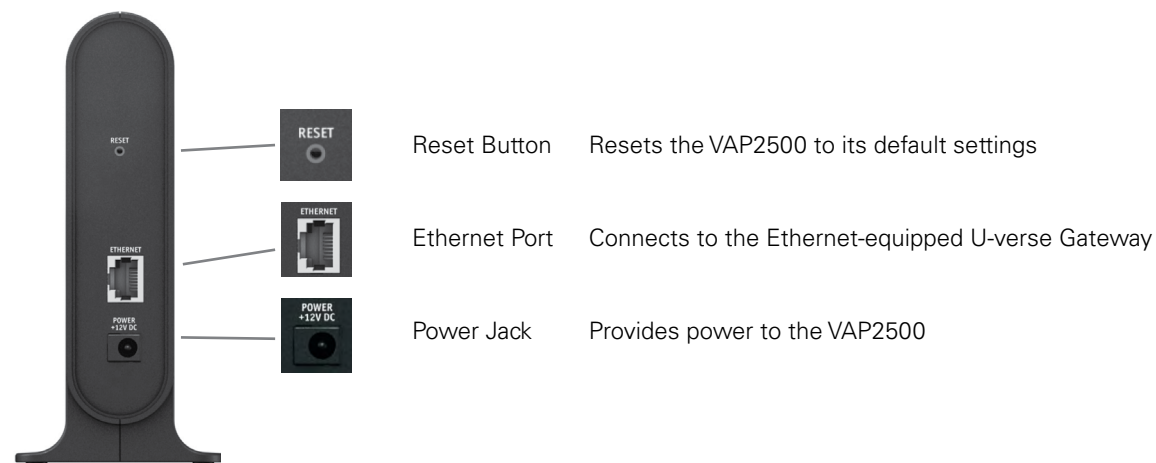 RESET
ETHERNET
POWER
+12V DC
RESET
Reset Button Resets the VAP2500 to its default settings
ETHERNET
Ethernet Port Connects to the Ethernet-equipped U-verse Gateway
POWER
+12V DC
Power Jack Provides power to the VAP2500